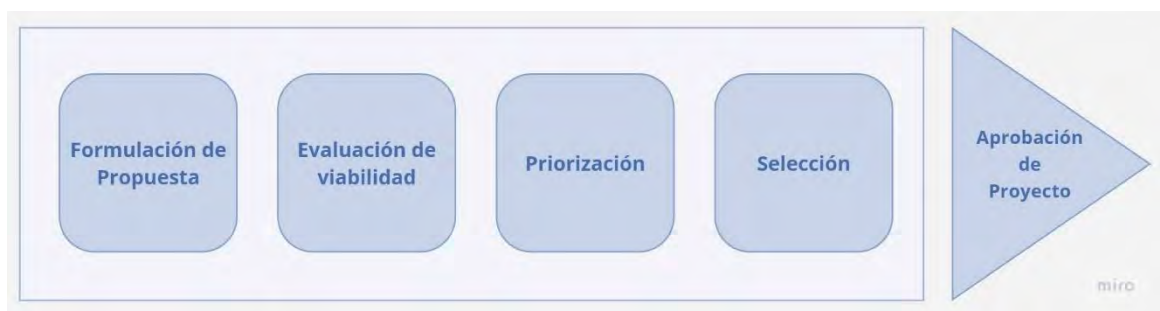 Formulación de
Propuesta
Evaluación de
viabilidad
Priorización
Selección
Aprobación
de
Proyecto
miro